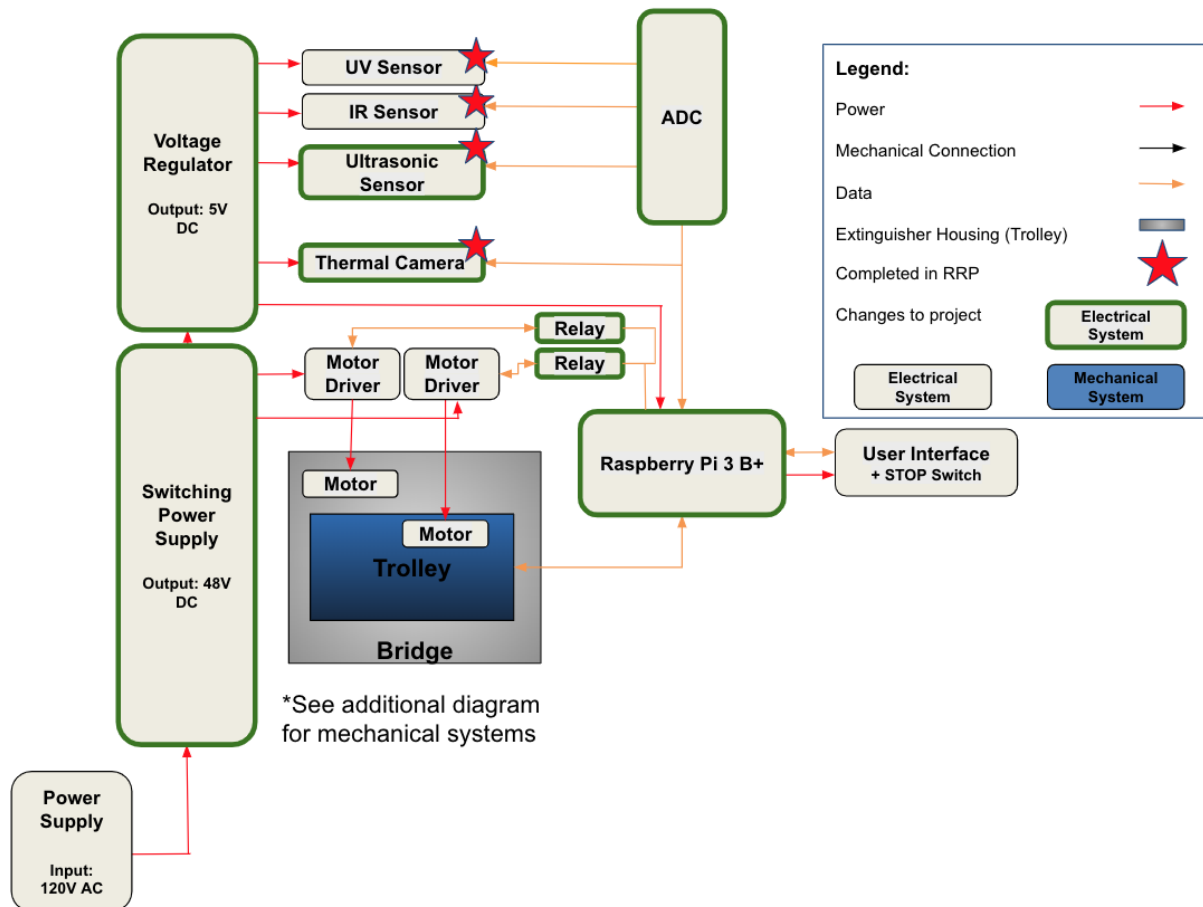 Voltage
Regulator
Output: 5V
DC
UV Sensor
IR Sensor
Ultrasonic
Sensor
Thermal Camera
ADC
Legend:
Power
Mechanical Connection
Data
Extinguisher Housing (Trolley)
Completed in RRP
Changes to project
Electrical
System
Electrical
System
Mechanical
System
Relay
Relay
Motor
Driver
Motor
Driver
Switching
Power
Supply
Output: 48V
DC
Raspberry Pi 3 B+
User Interface
+ STOP Switch
Motor
Motor
Trolley
Bridge
*See additional diagram
for mechanical systems
Power
Supply
Input:
120V AC